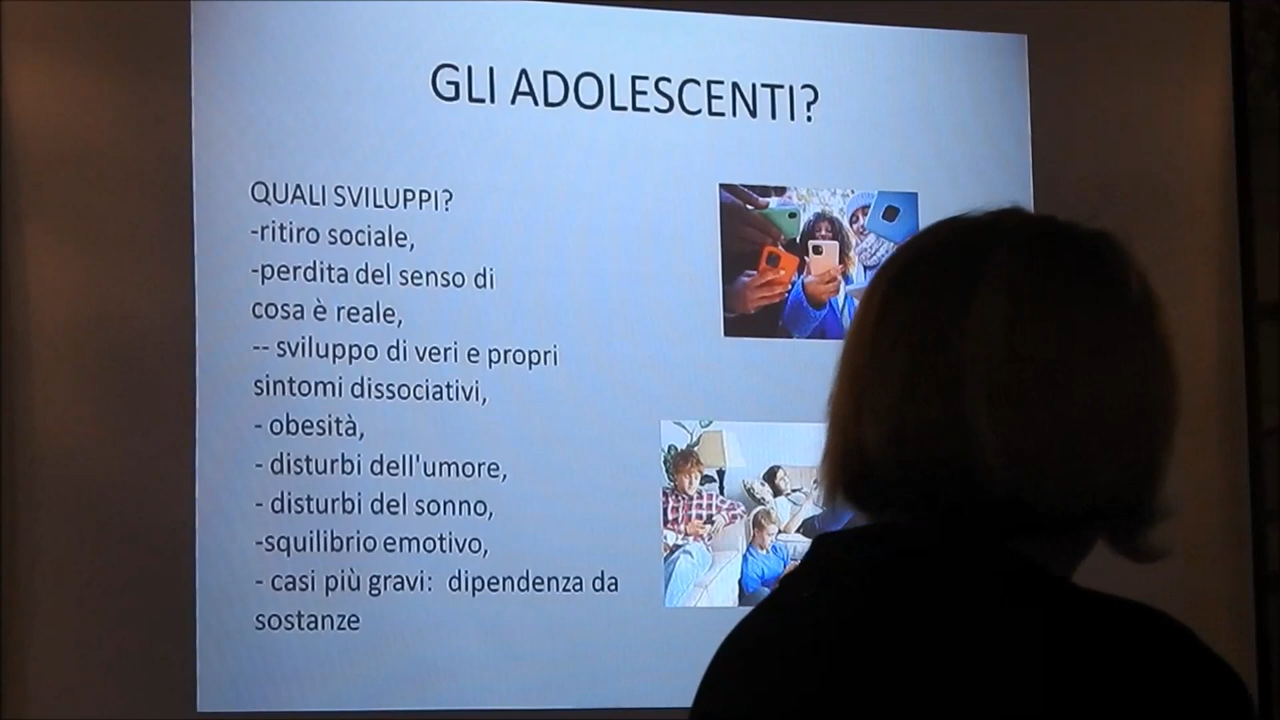 GLI ADOLESCENTI?
QUALI SVILUPPI?
-ritiro sociale,
-perdita del senso di
cosa è reale,
-- sviluppo di veri e propri
sintomi dissociativi,
- obesità,
- disturbi dell'umore,
- disturbi del sonno,
-squilibrio emotivo,
- casi più gravi:  dipendenza da
sostanze